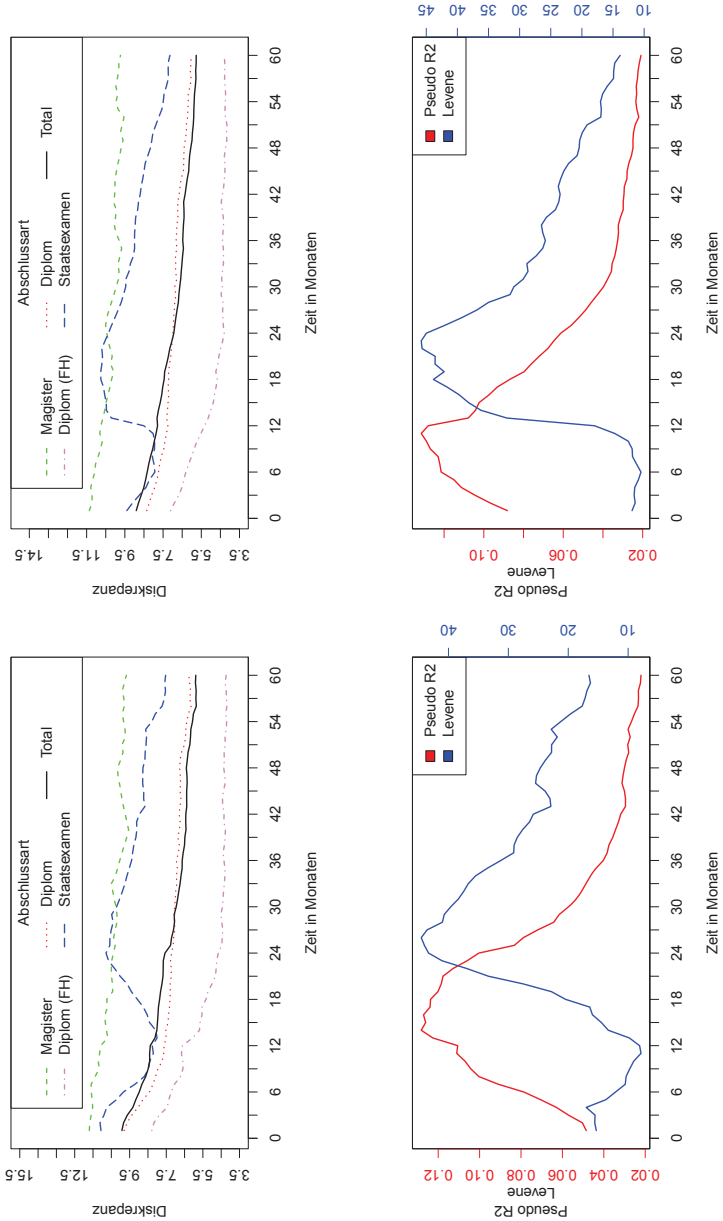 Abschlussart
Magister
Diplom
Total
Diplom (FH)
Staatsexamen
Diskrepanz
15.5
12.5
9.5
7.5
5.5
3.5
0 6 12 18 24 30 36 42 48 54 60
Zeit in Monaten
Abschlussart
Magister
Diplom
Total
Diplom (FH)
Staatsexamen
Diskrepanz
14.5
11.5
9.5
7.5
5.5
3.5
0 6 12 18 24 30 36 42 48 54 60
Zeit in Monaten
Pseudo R2
Levene
Pseudo R2
Levene
0.12
0.10
0.08
0.06
0.04
0.02
40
30
20
10
0 6 12 18 24 30 36 42 48 54 60
Zeit in Monaten
Pseudo R2
Levene
Pseudo R2
Levene
0.10
0.06
0.02
45
40
35
30
25
20
15
10
0 6 12 18 24 30 36 42 48 54 60
Zeit in Monaten